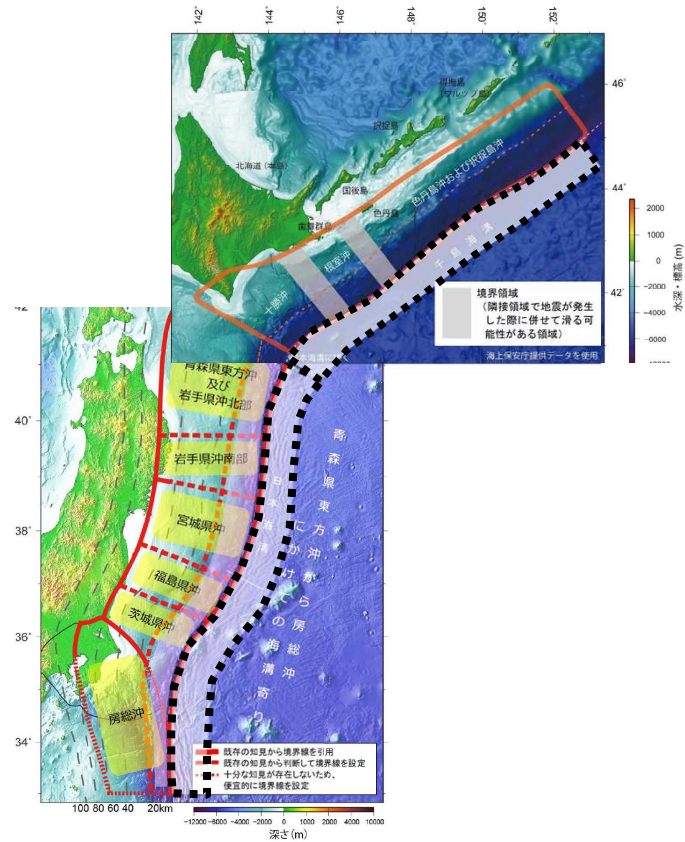 142° 144° 146° 148° 150° 152°
得撫島
(ウルップ島)
46°
択捉島
北海道(本島)
色丹島沖および択捉島沖
国後島
44°
色丹島
歯舞群島
根室沖
千島海溝
十勝沖
42°
境界領域
(隣接領域で地震が発生
した際に併せて滑る可
能性がある領域)
海上保安庁提供データを使用
2000
0
-2000
-4000
-6000
水深・標高 (m)
42°
青森県東方沖
及び
岩手県沖北部
40°
岩手県沖南部
日本海溝
宮城県沖
38°
福島県沖
茨城県沖
36°
房総沖
34°
青森県東方沖から房総沖
にかけての海溝寄り
既存の知見から境界線を引用
既存の知見から判断して境界線を設定
十分な知見が存在しないため、
便宜的に境界線を設定
100 80 60 40 20km
-12000 -8000 -6000 -4000 -2000 0 2000 4000 6000 8000 10000
深さ(m)